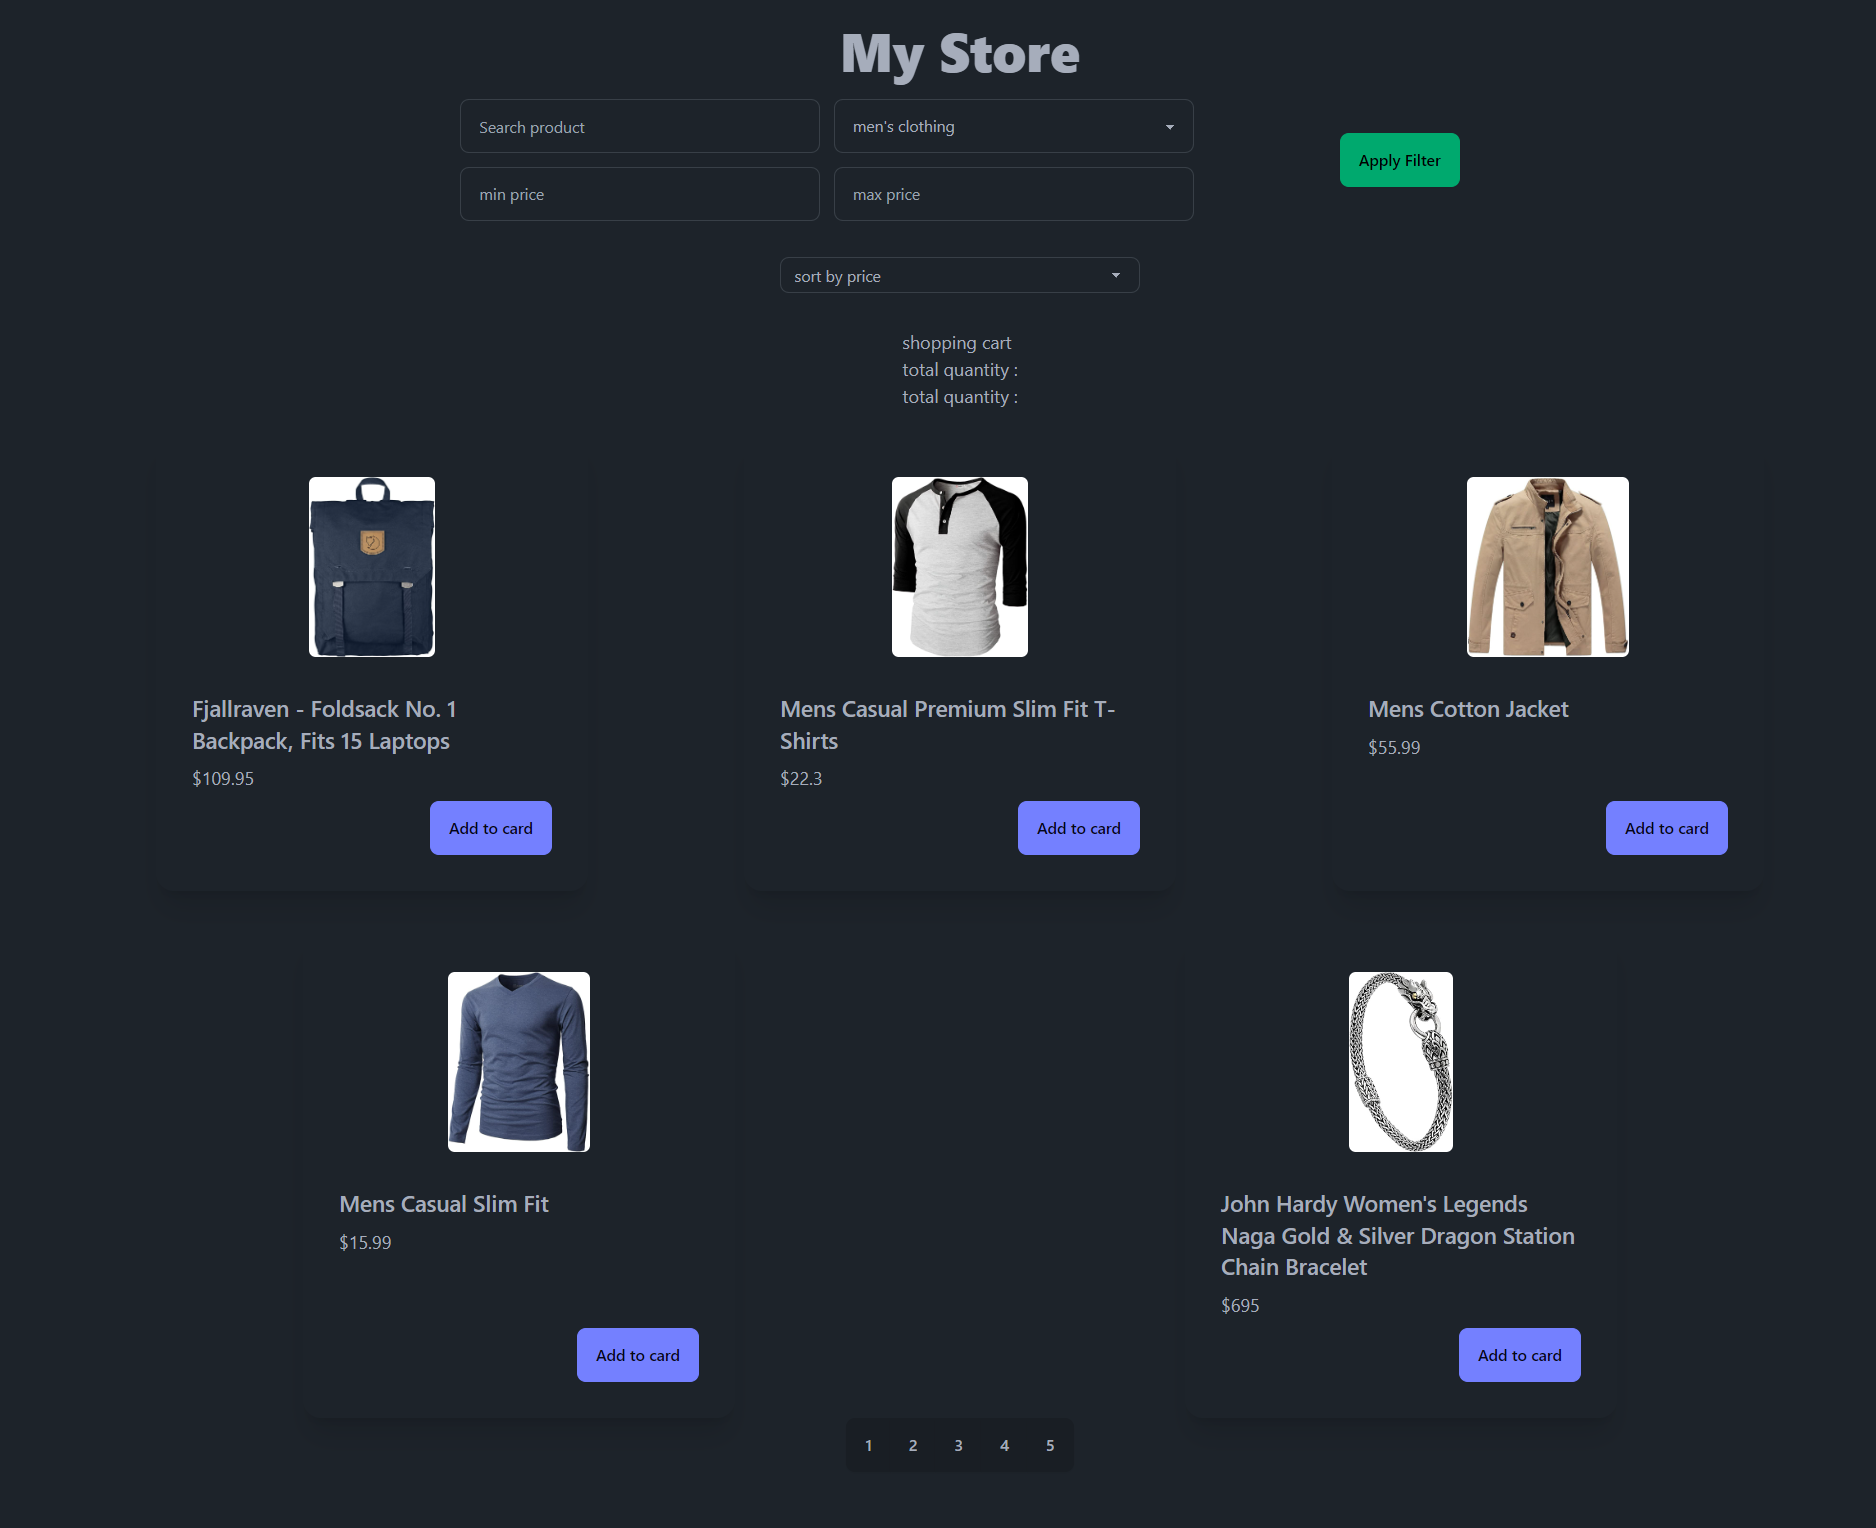 My Store
Search product
men's clothing
Apply Filter
min price
max price
sort by price
shopping cart
total quantity :
total quantity :
Fjallraven - Foldsack No. 1
Backpack, Fits 15 Laptops
$109.95
Add to card
Mens Casual Premium Slim Fit T-
Shirts
$22.3
Add to card
Mens Cotton Jacket
$55.99
Add to card
Mens Casual Slim Fit
$15.99
Add to card
John Hardy Women's Legends
Naga Gold & Silver Dragon Station
Chain Bracelet
$695
Add to card
1 2 3 4 5